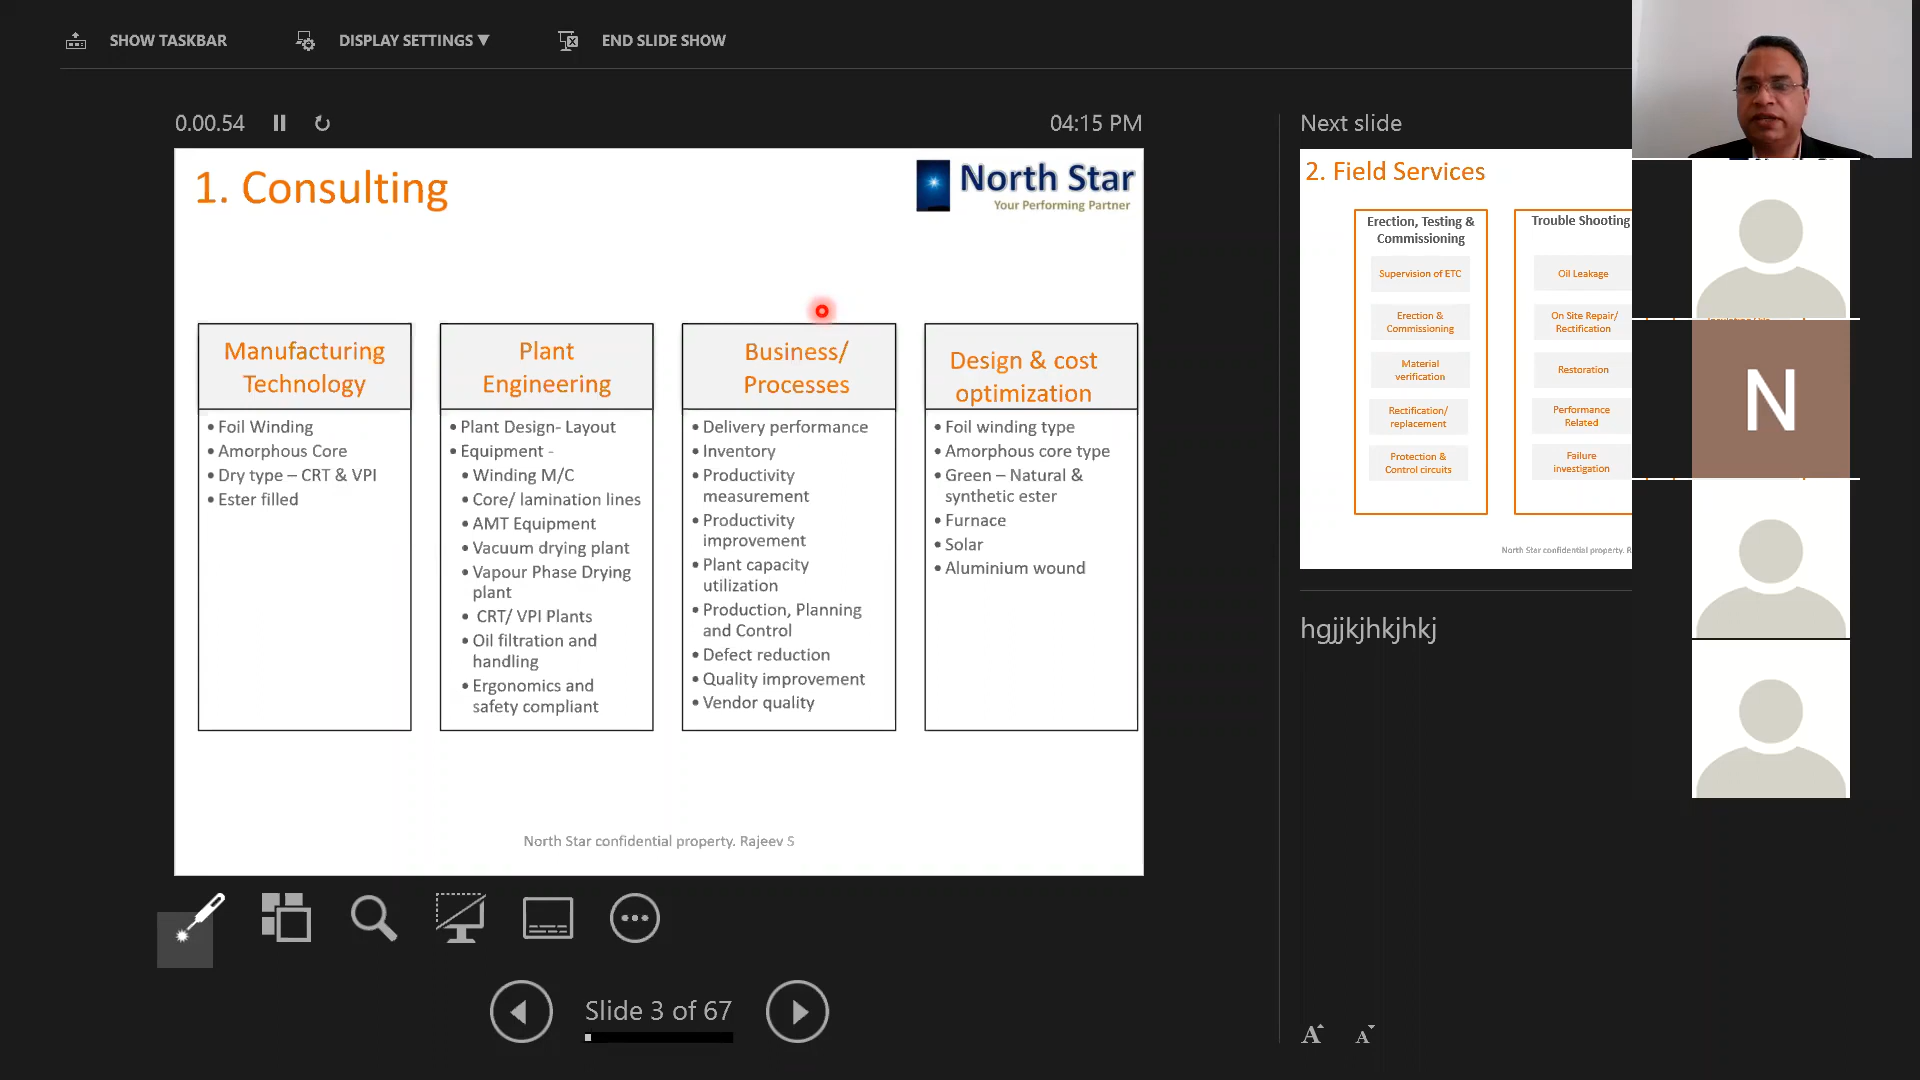 SHOW TASKBAR
DISPLAY SETTINGS ▼
END SLIDE SHOW
0.00.54
04:15 PM
1. Consulting
North Star
Your Performing Partner
Manufacturing
Technology
• Foil Winding
• Amorphous Core
• Dry type – CRT & VPI
• Ester filled
Plant
Engineering
• Plant Design- Layout
• Equipment -
• Winding M/C
• Core/ lamination lines
• AMT Equipment
• Vacuum drying plant
• Vapour Phase Drying
plant
• CRT/ VPI Plants
• Oil filtration and
handling
• Ergonomics and
safety compliant
Business/
Processes
• Delivery performance
• Inventory
• Productivity
measurement
• Productivity
improvement
• Plant capacity
utilization
• Production, Planning
and Control
• Defect reduction
• Quality improvement
• Vendor quality
Design & cost
optimization
• Foil winding type
• Amorphous core type
• Green – Natural &
synthetic ester
• Furnace
• Solar
• Aluminium wound
North Star confidential property. Rajeev S
Slide 3 of 67
Next slide
2. Field Services
Erection, Testing &
Commissioning
Supervision of ETC
Erection &
Commissioning
Material
verification
Rectification/
replacement
Protection &
Control circuits
Trouble Shooting
Oil Leakage
On Site Repair/
Rectification
Restoration
Performance
Related
Failure
investigation
North Star confidential property. R
hgjjkjhkjhkj
A A
N